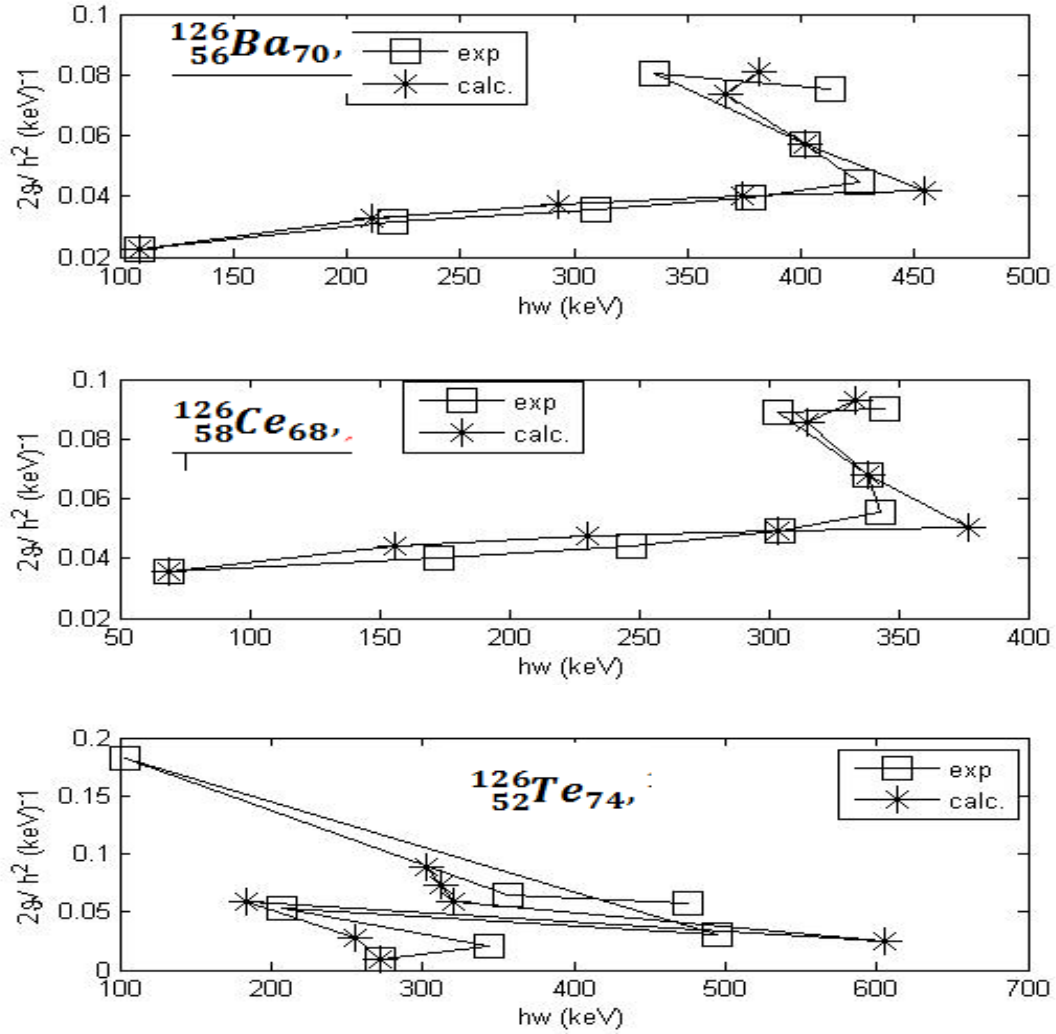 0.1
0.08
0.06
0.04
0.02
2𝒥/ h² (keV)⁻¹
¹²⁶₅₆Ba₇₀,
exp
calc.
100 150 200 250 300 350 400 450 500
hw (keV)
0.1
0.08
0.06
0.04
0.02
2𝒥/ h² (keV)⁻¹
¹²⁶₅₈Ce₆₈,
exp
calc.
50 100 150 200 250 300 350 400
hw (keV)
0.2
0.15
0.1
0.05
0
2𝒥/ h² (keV)⁻¹
¹²⁶₅₂Te₇₄,
exp
calc.
100 200 300 400 500 600 700
hw (keV)